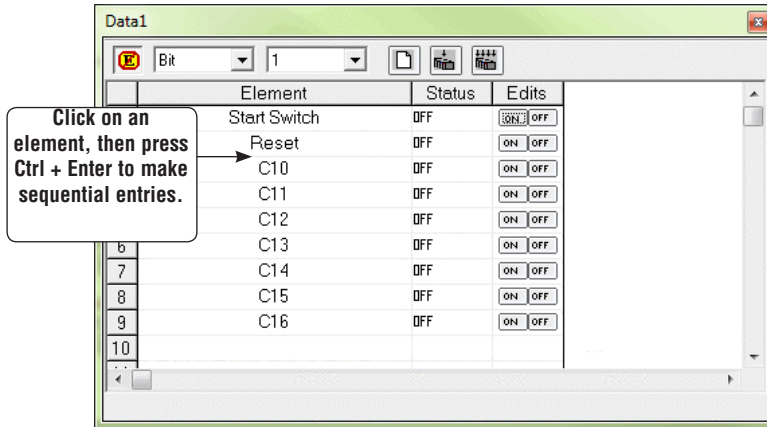 Data1
E Bit 1
Element Status Edits
Start Switch OFF ON OFF
Reset OFF ON OFF
C10 OFF ON OFF
C11 OFF ON OFF
C12 OFF ON OFF
6 C13 OFF ON OFF
7 C14 OFF ON OFF
8 C15 OFF ON OFF
9 C16 OFF ON OFF
10
Click on an
element, then press
Ctrl + Enter to make
sequential entries.